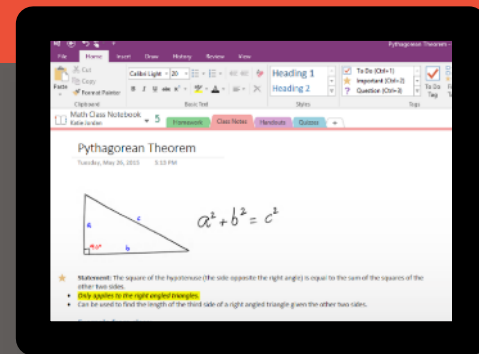 Pythagorean Theorem -
File Home Insert Draw History Review View
Cut
Copy
Format Painter
Paste
Calibri Light 20
Heading 1
Heading 2
To Do (Ctrl+1)
Important (Ctrl+2)
Question (Ctrl+3)
To Do
Tag
Clipboard Basic Text Styles Tags
Math Class Notebook
Katie Jordan
5 Homework Class Notes Handouts Quizzes +
Pythagorean Theorem
Tuesday, May 26, 2015 3:13 PM
a c
a² + b² = c²
90° b
Statement: The square of the hypotenuse (the side opposite the right angle) is equal to the sum of the squares of the
other two sides.
Only applies to the right angled triangles.
Can be used to find the length of the third side of a right angled triangle given the other two sides.